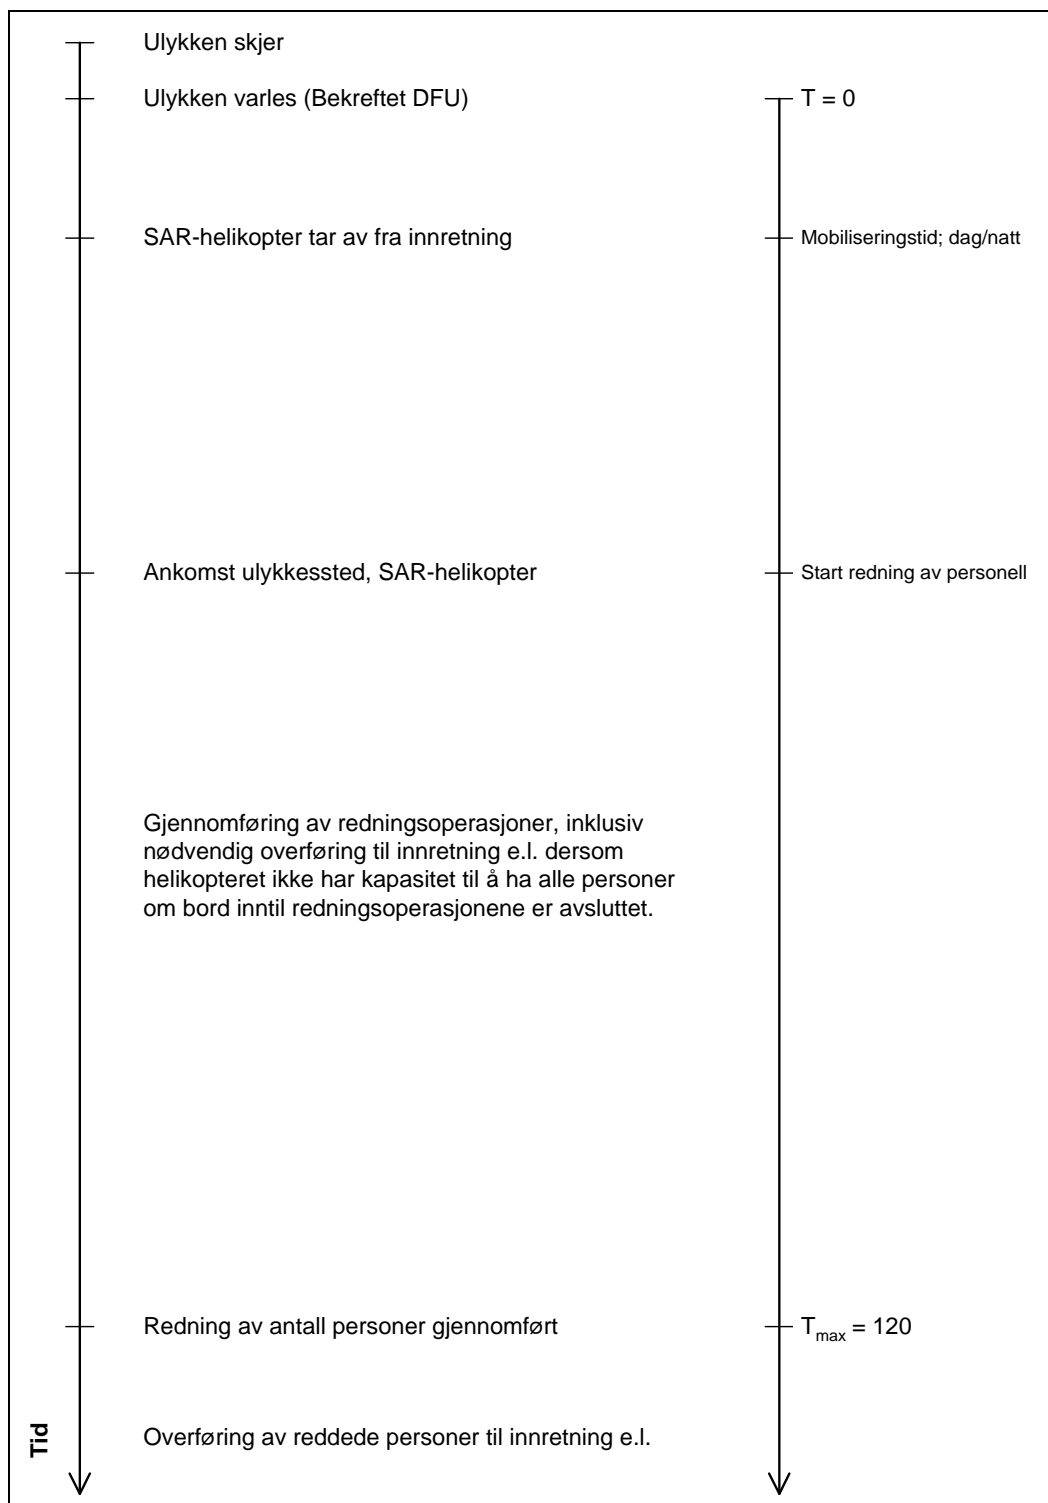 Ulykken skjer
Ulykken varles (Bekreftet DFU)
T = 0
SAR-helikopter tar av fra innretning
Mobiliseringstid; dag/natt
Ankomst ulykkessted, SAR-helikopter
Start redning av personell
Gjennomføring av redningsoperasjoner, inklusiv
nødvendig overføring til innretning e.l. dersom
helikopteret ikke har kapasitet til å ha alle personer
om bord inntil redningsoperasjonene er avsluttet.
Redning av antall personer gjennomført
Tmax = 120
Tid
Overføring av reddede personer til innretning e.l.